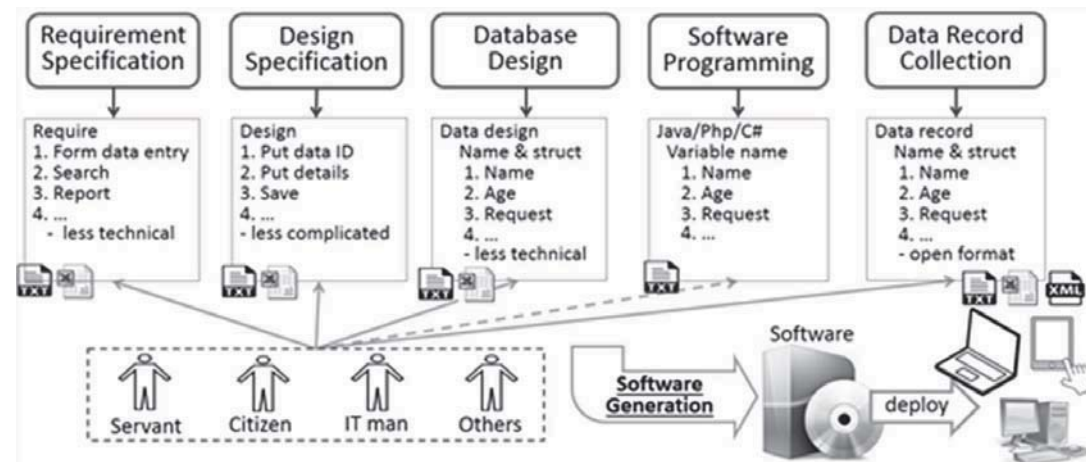 Requirement
Specification
Design
Specification
Database
Design
Software
Programming
Data Record
Collection
Require
1. Form data entry
2. Search
3. Report
4. ...
- less technical
TXT
X
Design
1. Put data ID
2. Put details
3. Save
4. ...
- less complicated
TXT
X
Data design
Name & struct
1. Name
2. Age
3. Request
4. ...
- less technical
TXT
X
Java/Php/C#
Variable name
1. Name
2. Age
3. Request
4. ...
TXT
Data record
Name & struct
1. Name
2. Age
3. Request
4. ...
- open format
TXT
X
XML
Servant
Citizen
IT man
Others
Software
Generation
Software
deploy